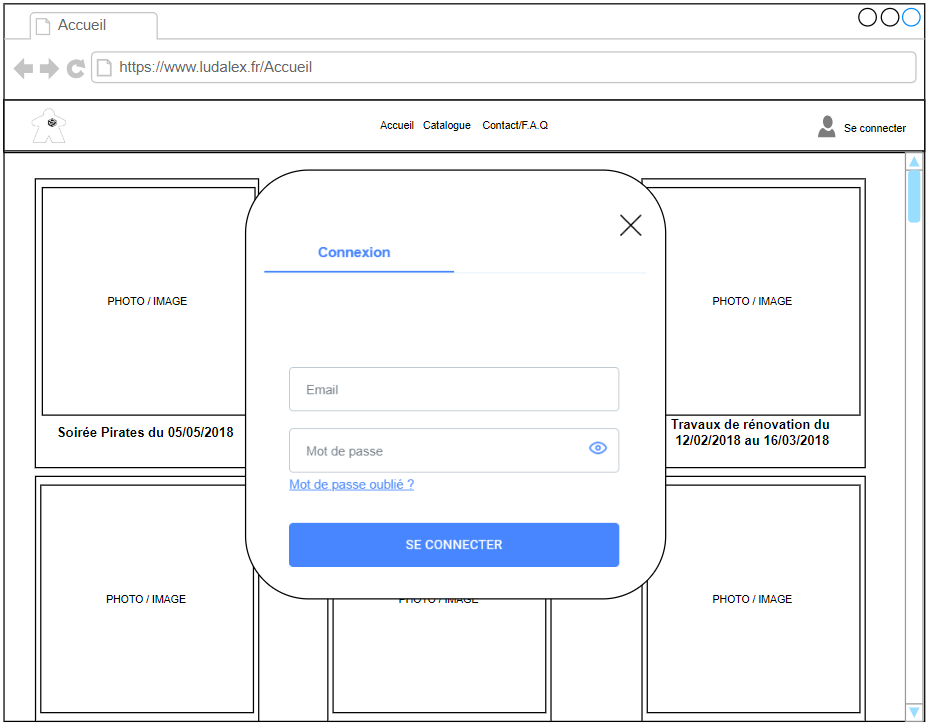 Accueil
https://www.ludalex.fr/Accueil
Accueil Catalogue Contact/F.A.Q
Se connecter
Connexion
PHOTO / IMAGE
PHOTO / IMAGE
Email
Soirée Pirates du 05/05/2018
Travaux de rénovation du
12/02/2018 au 16/03/2018
Mot de passe
Mot de passe oublié ?
SE CONNECTER
PHOTO / IMAGE
PHOTO / IMAGE
PHOTO / IMAGE